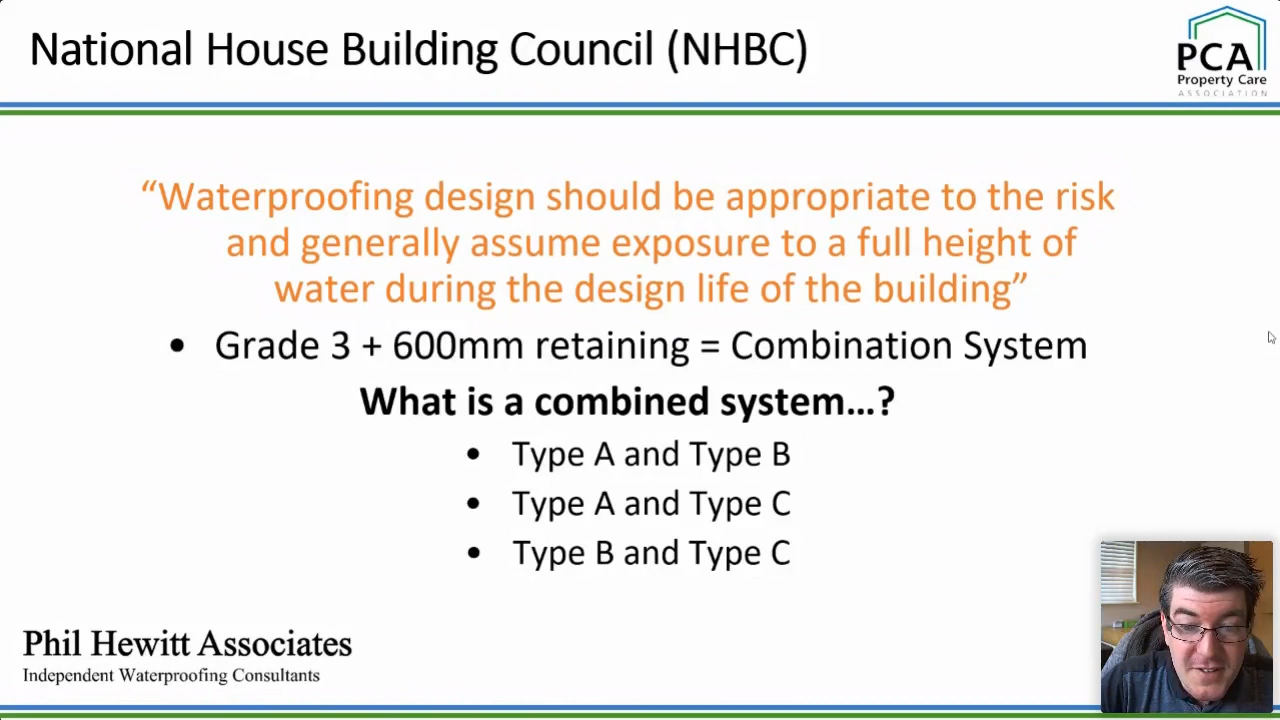 National House Building Council (NHBC)
PCA
Property Care
ASSOCIATION
“Waterproofing design should be appropriate to the risk
and generally assume exposure to a full height of
water during the design life of the building”
• Grade 3 + 600mm retaining = Combination System
What is a combined system…?
• Type A and Type B
• Type A and Type C
• Type B and Type C
Phil Hewitt Associates
Independent Waterproofing Consultants